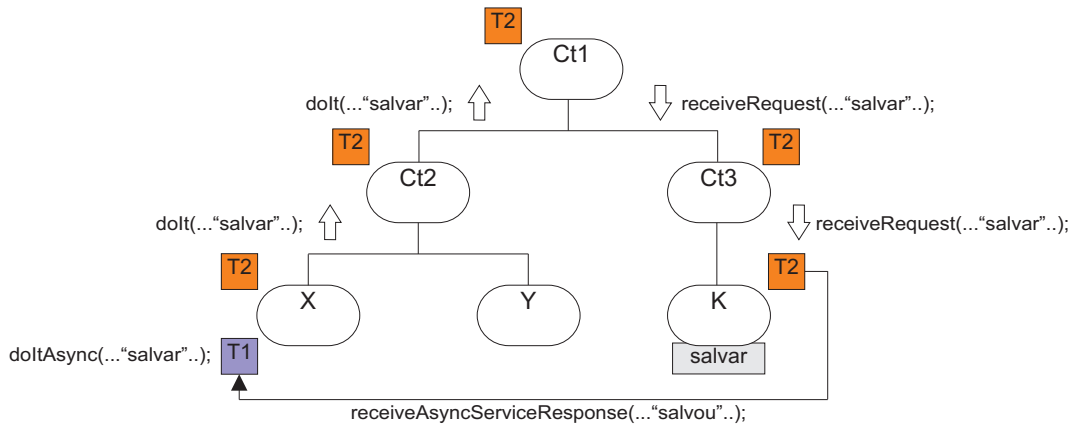 T2
Ct1
doIt(...“salvar”..);
receiveRequest(...“salvar”..);
T2
T2
Ct2
Ct3
doIt(...“salvar”..);
receiveRequest(...“salvar”..);
T2
T2
X
Y
K
doItAsync(...“salvar”..);
T1
salvar
receiveAsyncServiceResponse(...“salvou”..);